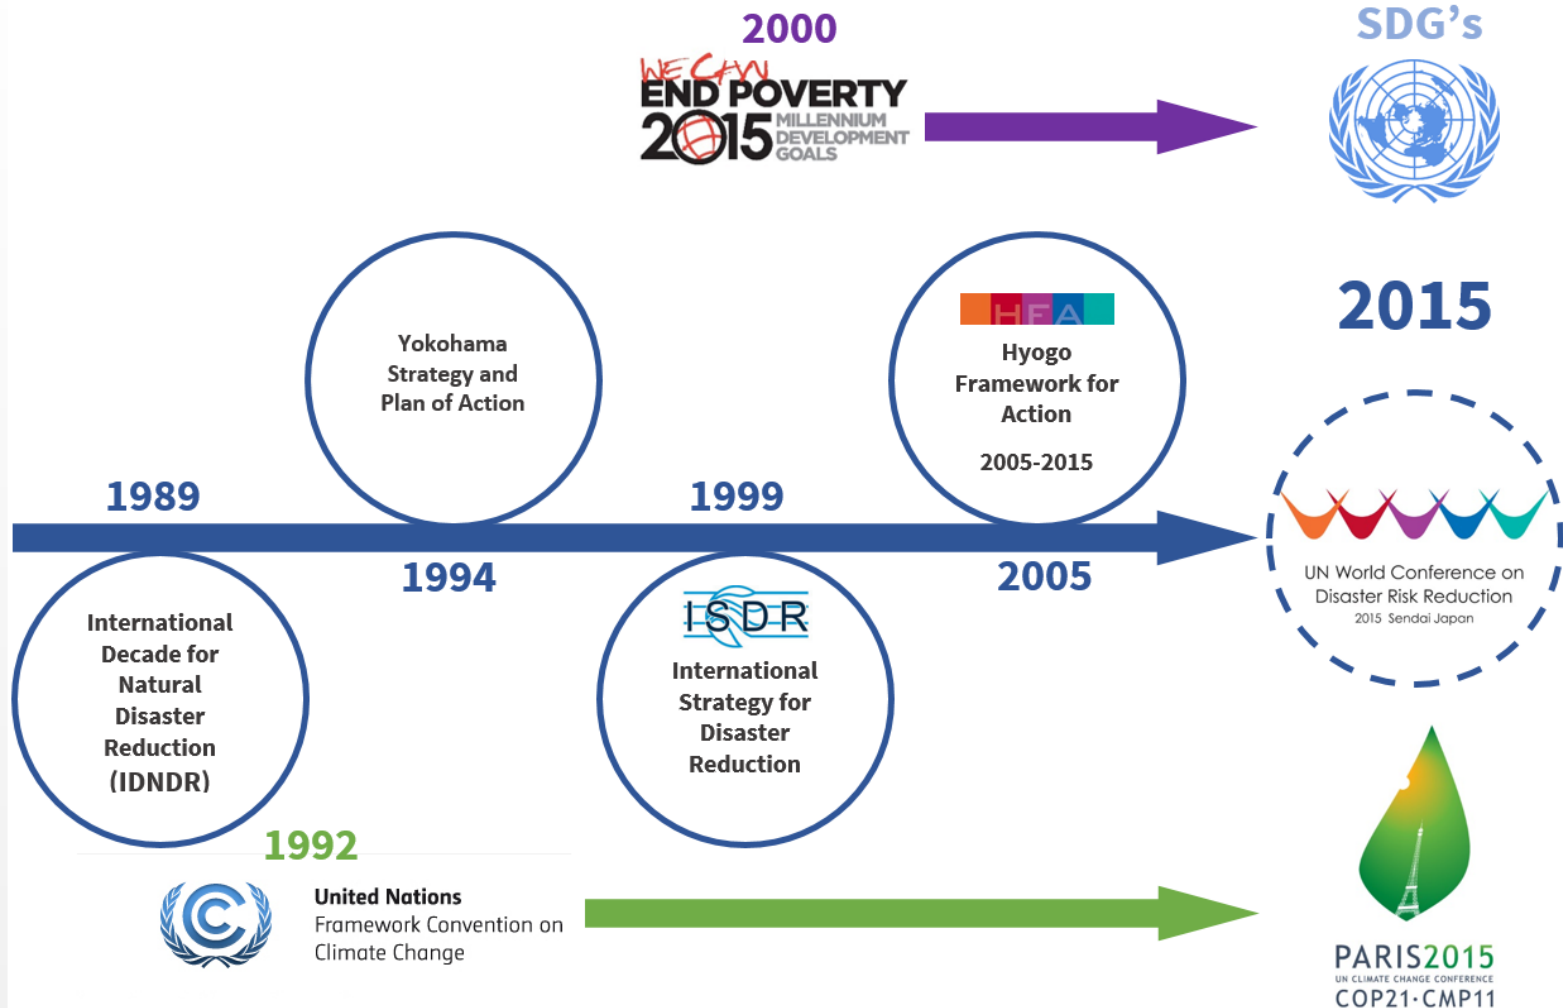 2000
WE CAN
END POVERTY
2015 MILLENNIUM
DEVELOPMENT
GOALS
SDG's
Yokohama
Strategy and
Plan of Action
HFA
Hyogo
Framework for
Action
2005-2015
2015
1989
1999
1994
2005
International
Decade for
Natural
Disaster
Reduction
(IDNDR)
ISDR
International
Strategy for
Disaster
Reduction
UN World Conference on
Disaster Risk Reduction
2015 Sendai Japan
1992
United Nations
Framework Convention on
Climate Change
PARIS2015
UN CLIMATE CHANGE CONFERENCE
COP21·CMP11